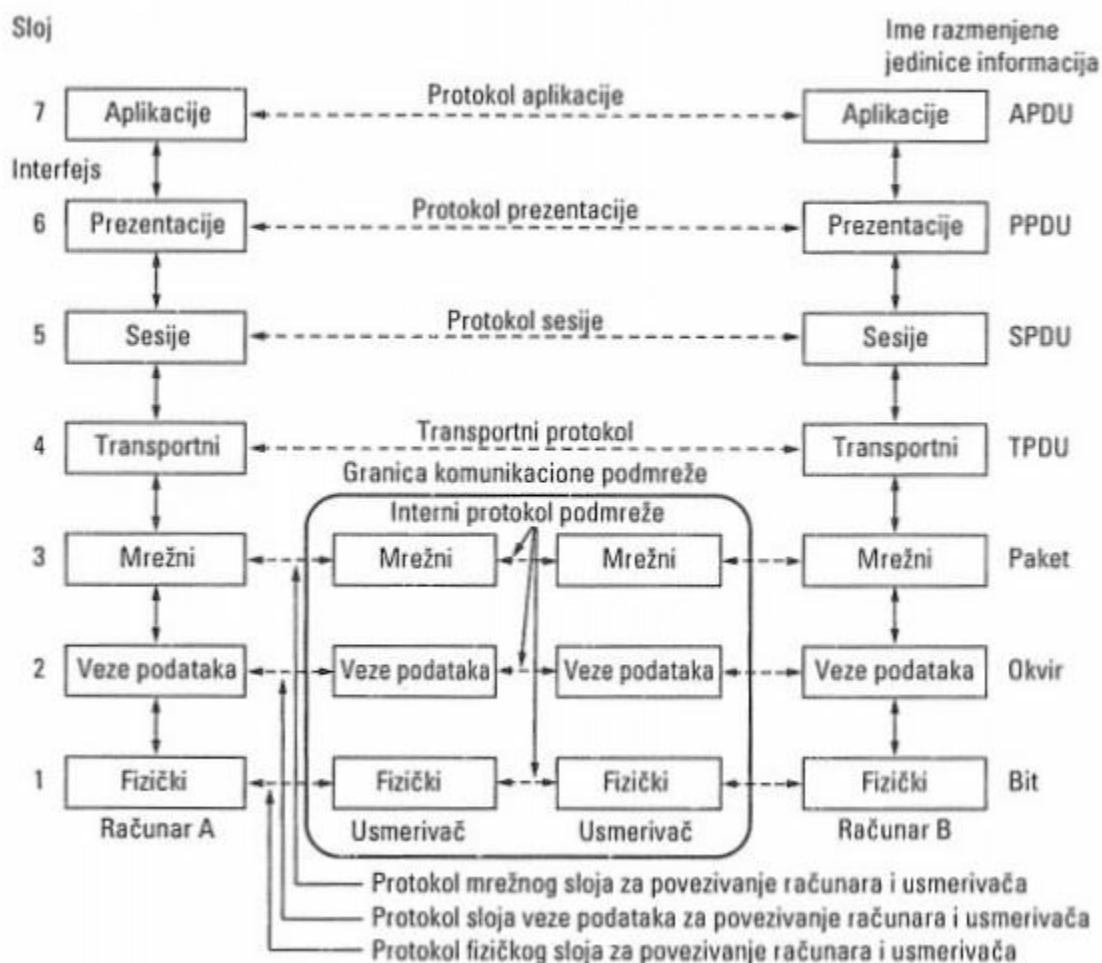 Sloj
Ime razmenjene
jedinice informacija
7 Aplikacije Protokol aplikacije Aplikacije APDU
Interfejs
6 Prezentacije Protokol prezentacije Prezentacije PPDU
5 Sesije Protokol sesije Sesije SPDU
4 Transportni Transportni protokol Transportni TPDU
Granica komunikacione podmreže
Interni protokol podmreže
3 Mrežni Mrežni Mrežni Mrežni Paket
2 Veze podataka Veze podataka Veze podataka Veze podataka Okvir
1 Fizički Fizički Fizički Fizički Bit
Računar A Usmerivač Usmerivač Računar B
Protokol mrežnog sloja za povezivanje računara i usmerivača
Protokol sloja veze podataka za povezivanje računara i usmerivača
Protokol fizičkog sloja za povezivanje računara i usmerivača